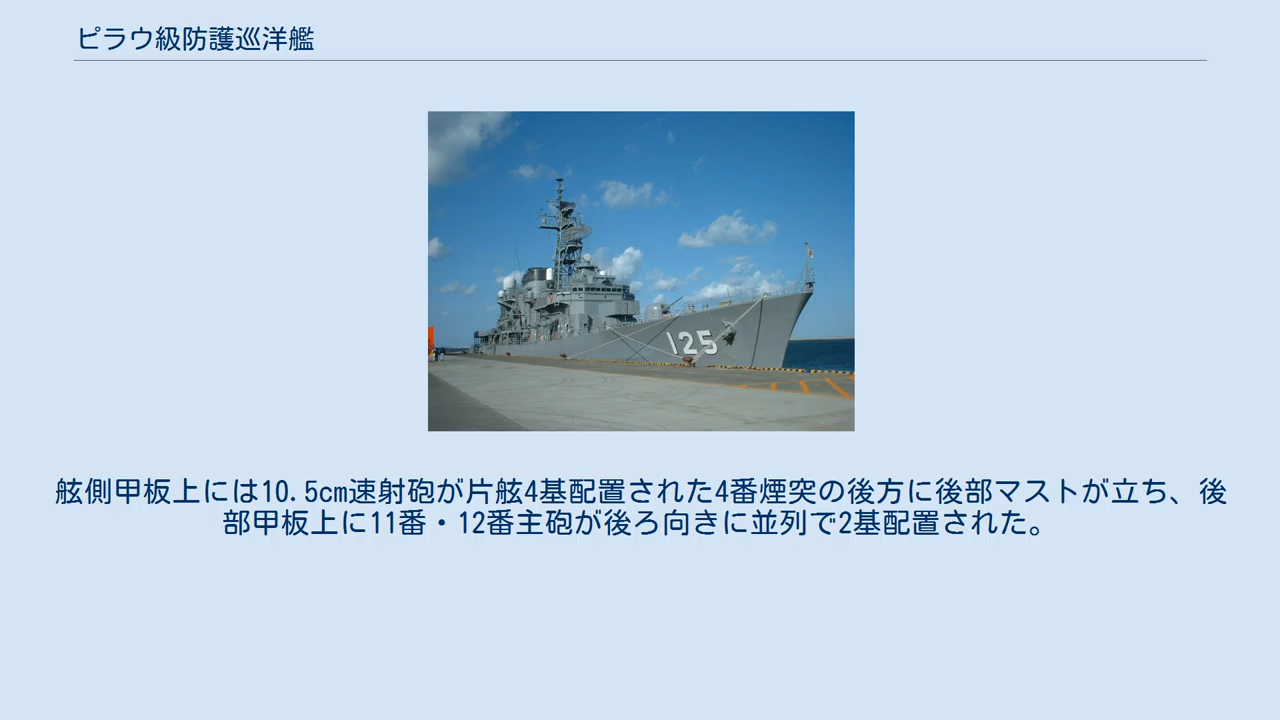 ピラウ級防護巡洋艦
125
舷側甲板上には10.5cm速射砲が片舷4基配置された4番煙突の後方に後部マストが立ち、後
部甲板上に11番・12番主砲が後ろ向きに並列で2基配置された。